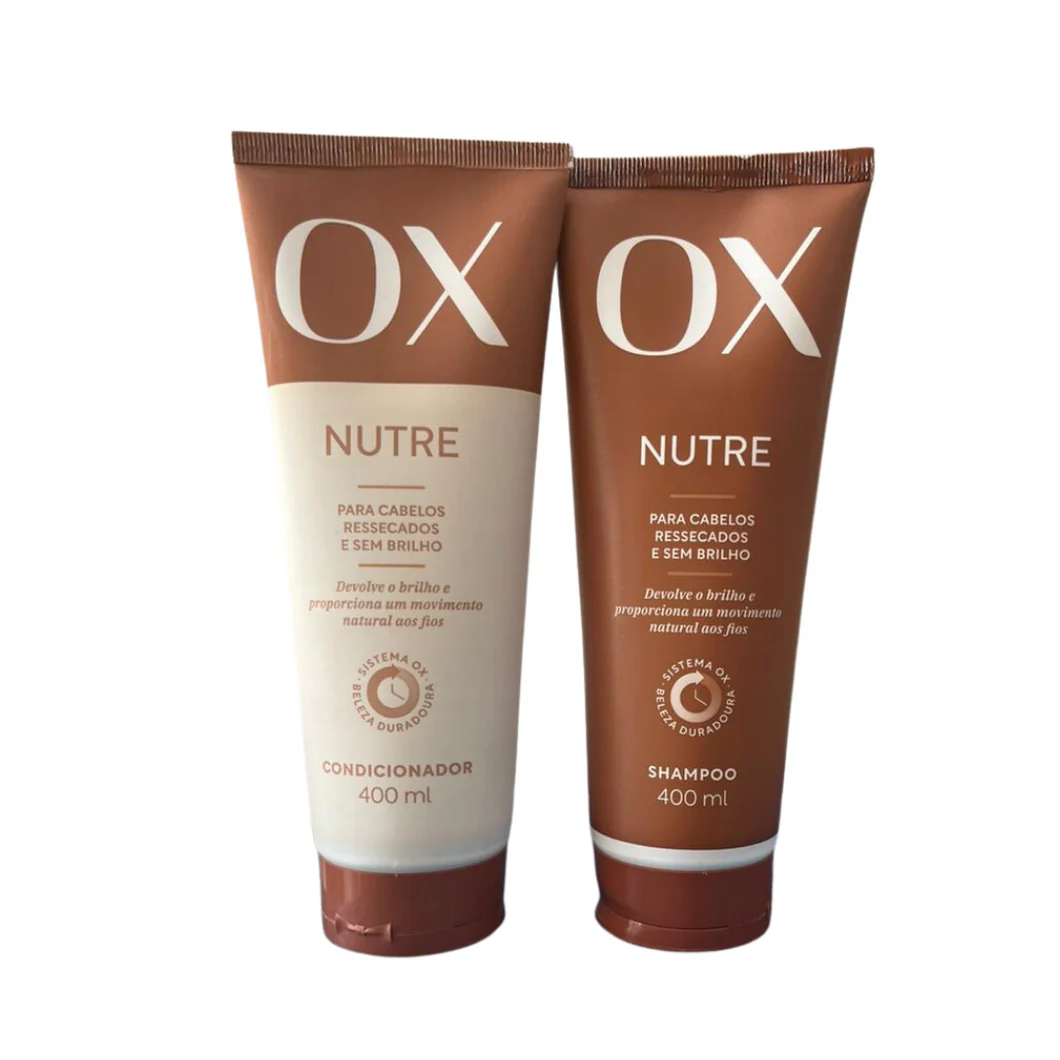 OX
NUTRE
PARA CABELOS
RESSECADOS
E SEM BRILHO
Devolve o brilho e
proporciona um movimento
natural aos fios
· SISTEMA OX ·
BELEZA DURADOURA
CONDICIONADOR
400 ml
OX
NUTRE
PARA CABELOS
RESSECADOS
E SEM BRILHO
Devolve o brilho e
proporciona um movimento
natural aos fios
· SISTEMA OX ·
BELEZA DURADOURA
SHAMPOO
400 ml